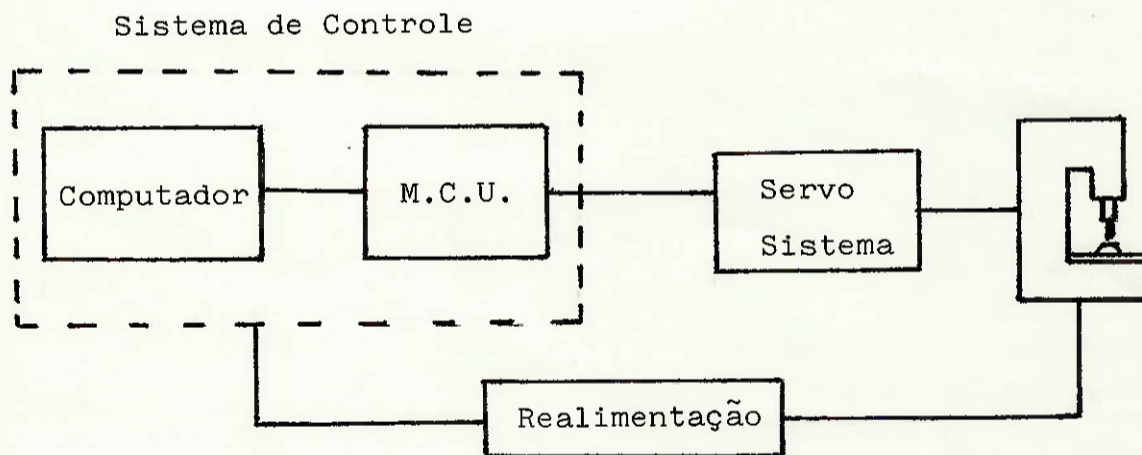 Sistema de Controle
Computador
M.C.U.
Servo
Sistema
Realimentação